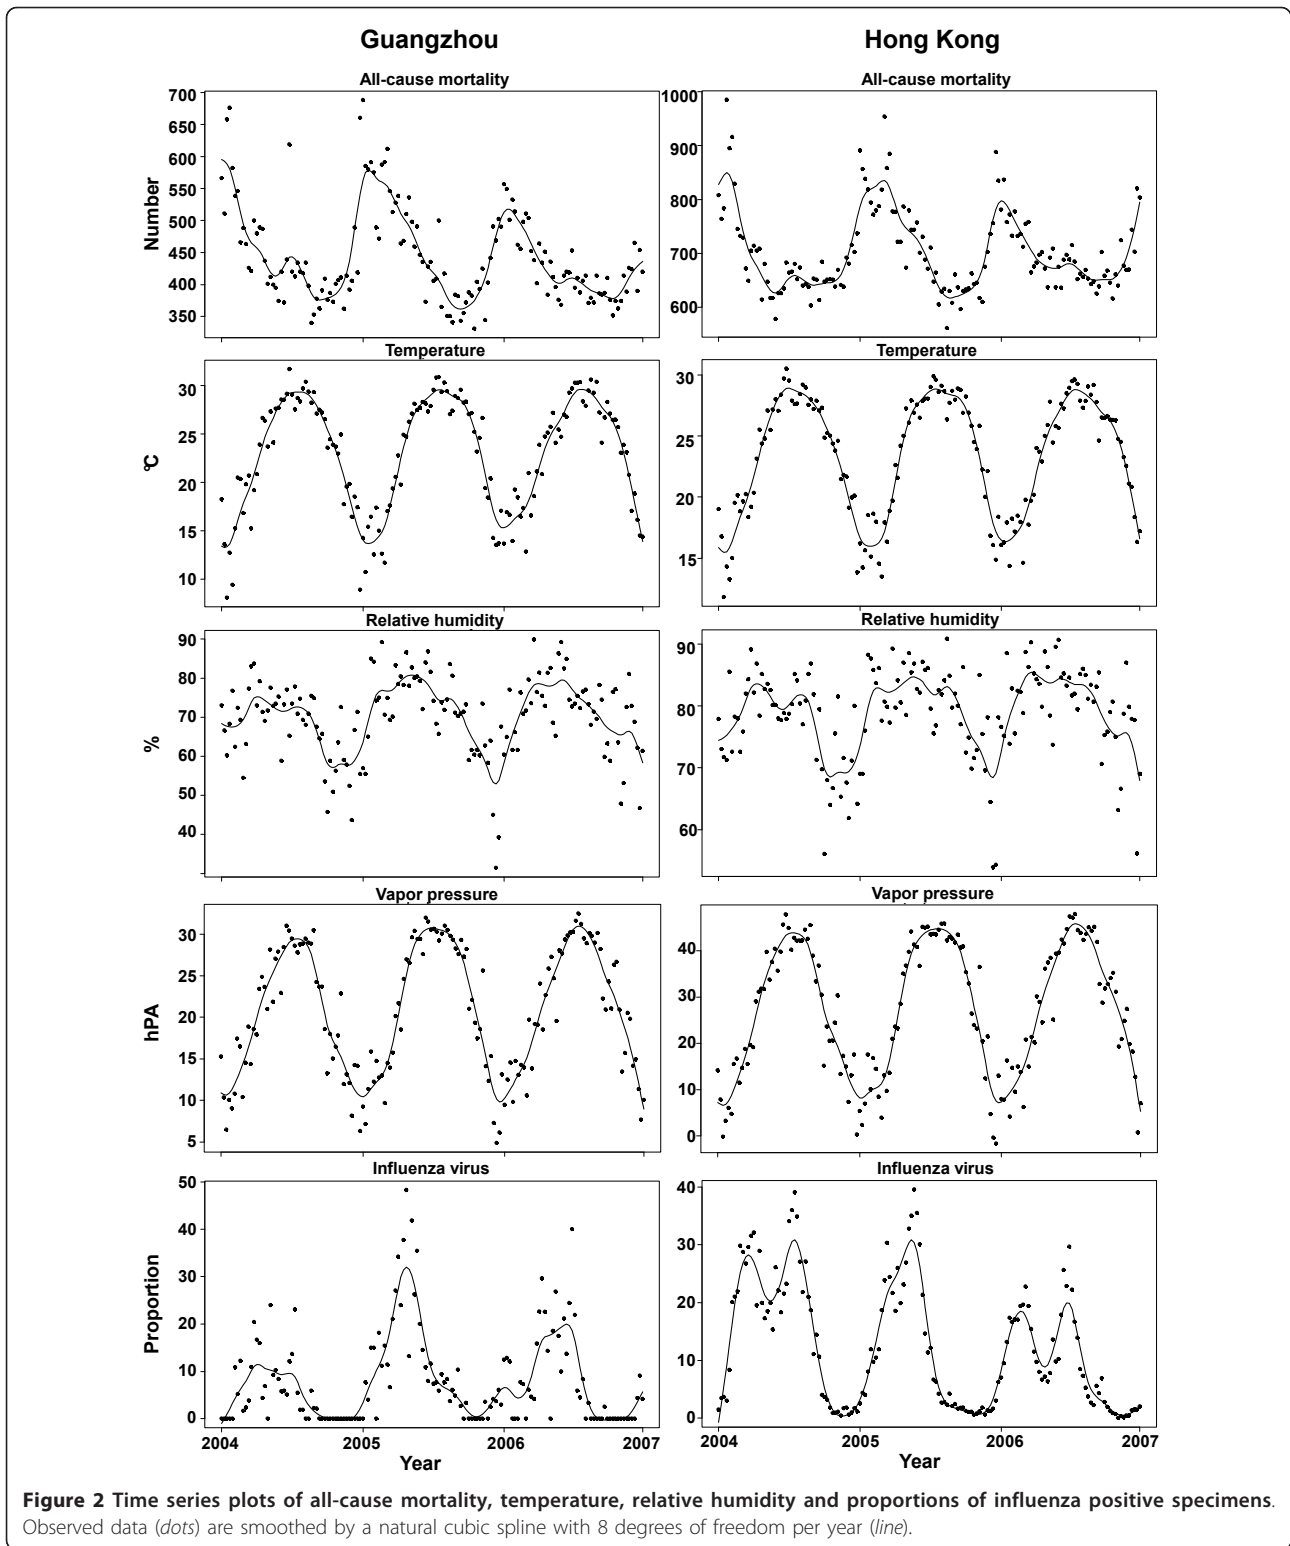 Guangzhou
Hong Kong
All-cause mortality
All-cause mortality
Number
700
650
600
550
500
450
400
350
1000
900
800
700
600
Temperature
Temperature
°C
30
25
20
15
10
30
25
20
15
Relative humidity
Relative humidity
%
90
80
70
60
50
40
90
80
70
60
Vapor pressure
Vapor pressure
hPA
30
25
20
15
10
5
40
30
20
10
0
Influenza virus
Influenza virus
Proportion
50
40
30
20
10
0
40
30
20
10
0
2004 2005 2006 2007
2004 2005 2006 2007
Year
Year
Figure 2 Time series plots of all-cause mortality, temperature, relative humidity and proportions of influenza positive specimens.
Observed data (dots) are smoothed by a natural cubic spline with 8 degrees of freedom per year (line).